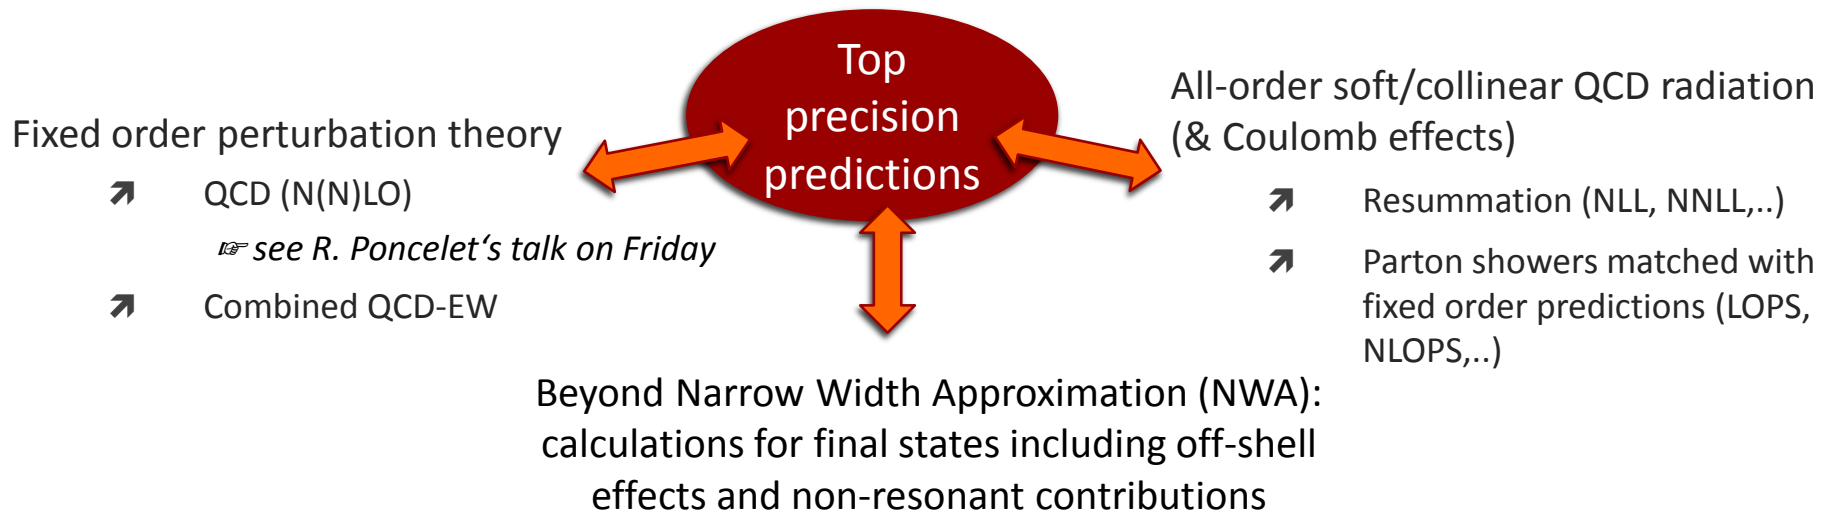 Top
precision
predictions
Fixed order perturbation theory
QCD (N(N)LO)
☞ see R. Poncelet‘s talk on Friday
Combined QCD-EW
All-order soft/collinear QCD radiation
(& Coulomb effects)
Resummation (NLL, NNLL,..)
Parton showers matched with
fixed order predictions (LOPS,
NLOPS,..)
Beyond Narrow Width Approximation (NWA):
calculations for final states including off-shell
effects and non-resonant contributions